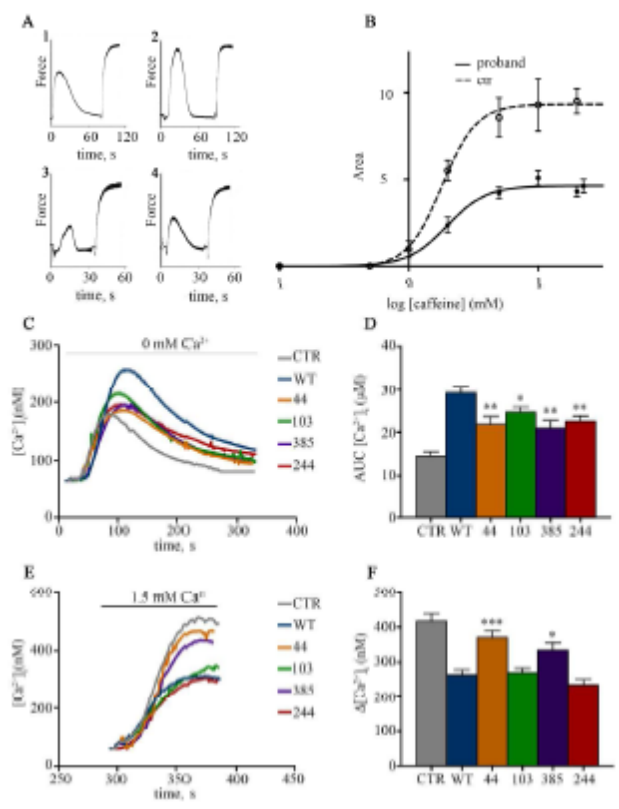 A
1
Force
0 60 120
time, s
2
Force
0 60 120
time, s
3
Force
0 30 60
time, s
4
Force
0 30 60
time, s
B
proband
ctr
10
5
Area
0
log [caffeine] (mM)
C
0 mM Ca²⁺
300
200
100
0
[Ca²⁺]ᵢ(nM)
0 100 200 300 400
time, s
CTR
WT
44
103
385
244
D
40
30
20
10
0
AUC [Ca²⁺]ᵢ (µM)
** * ** **
CTR WT 44 103 385 244
E
1.5 mM Ca²⁺
600
400
200
0
[Ca²⁺]ᵢ(nM)
250 350 450
time, s
CTR
WT
44
103
385
244
F
500
400
300
200
100
0
Δ[Ca²⁺]ᵢ (nM)
*** *
CTR WT 44 103 385 244